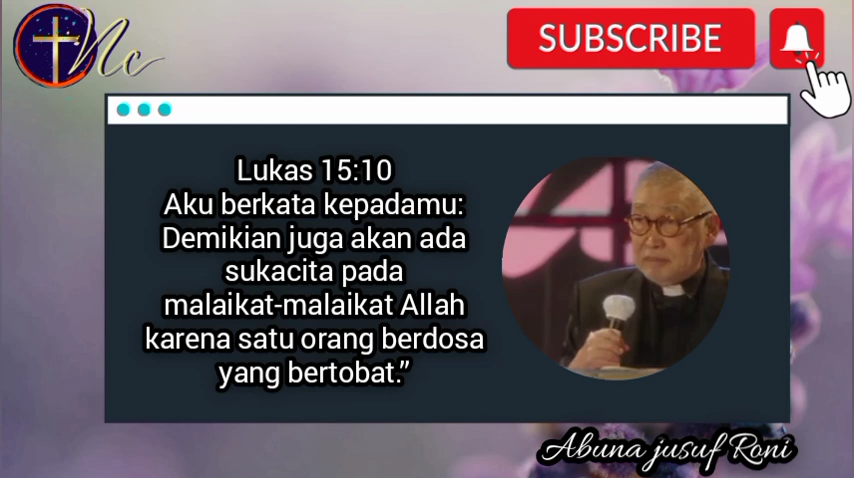 Nc
SUBSCRIBE
Lukas 15:10
Aku berkata kepadamu:
Demikian juga akan ada
sukacita pada
malaikat-malaikat Allah
karena satu orang berdosa
yang bertobat.”
Abuna jusuf Roni